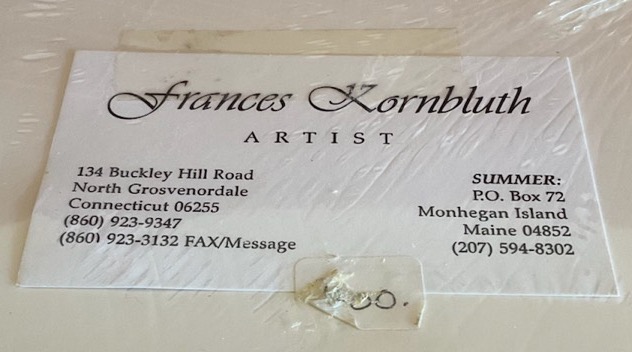 Frances Kornbluth
ARTIST
134 Buckley Hill Road
North Grosvenordale
Connecticut 06255
(860) 923-9347
(860) 923-3132 FAX/Message
SUMMER:
P.O. Box 72
Monhegan Island
Maine 04852
(207) 594-8302